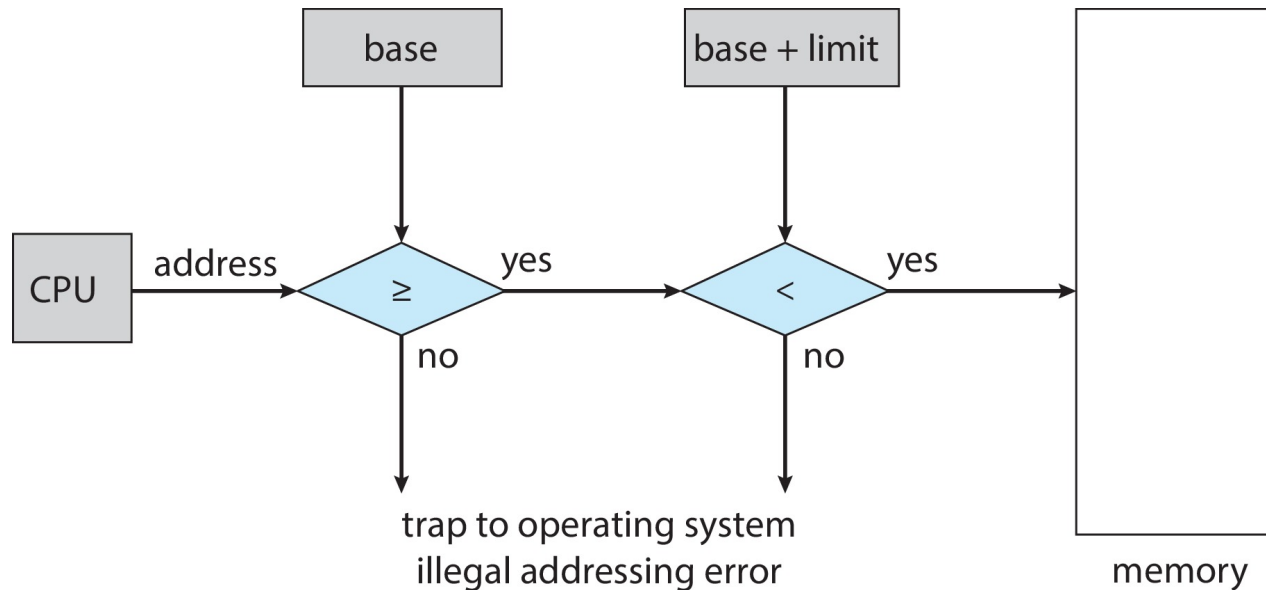 base
base + limit
CPU
address
≥
yes
<
yes
no
no
trap to operating system
illegal addressing error
memory